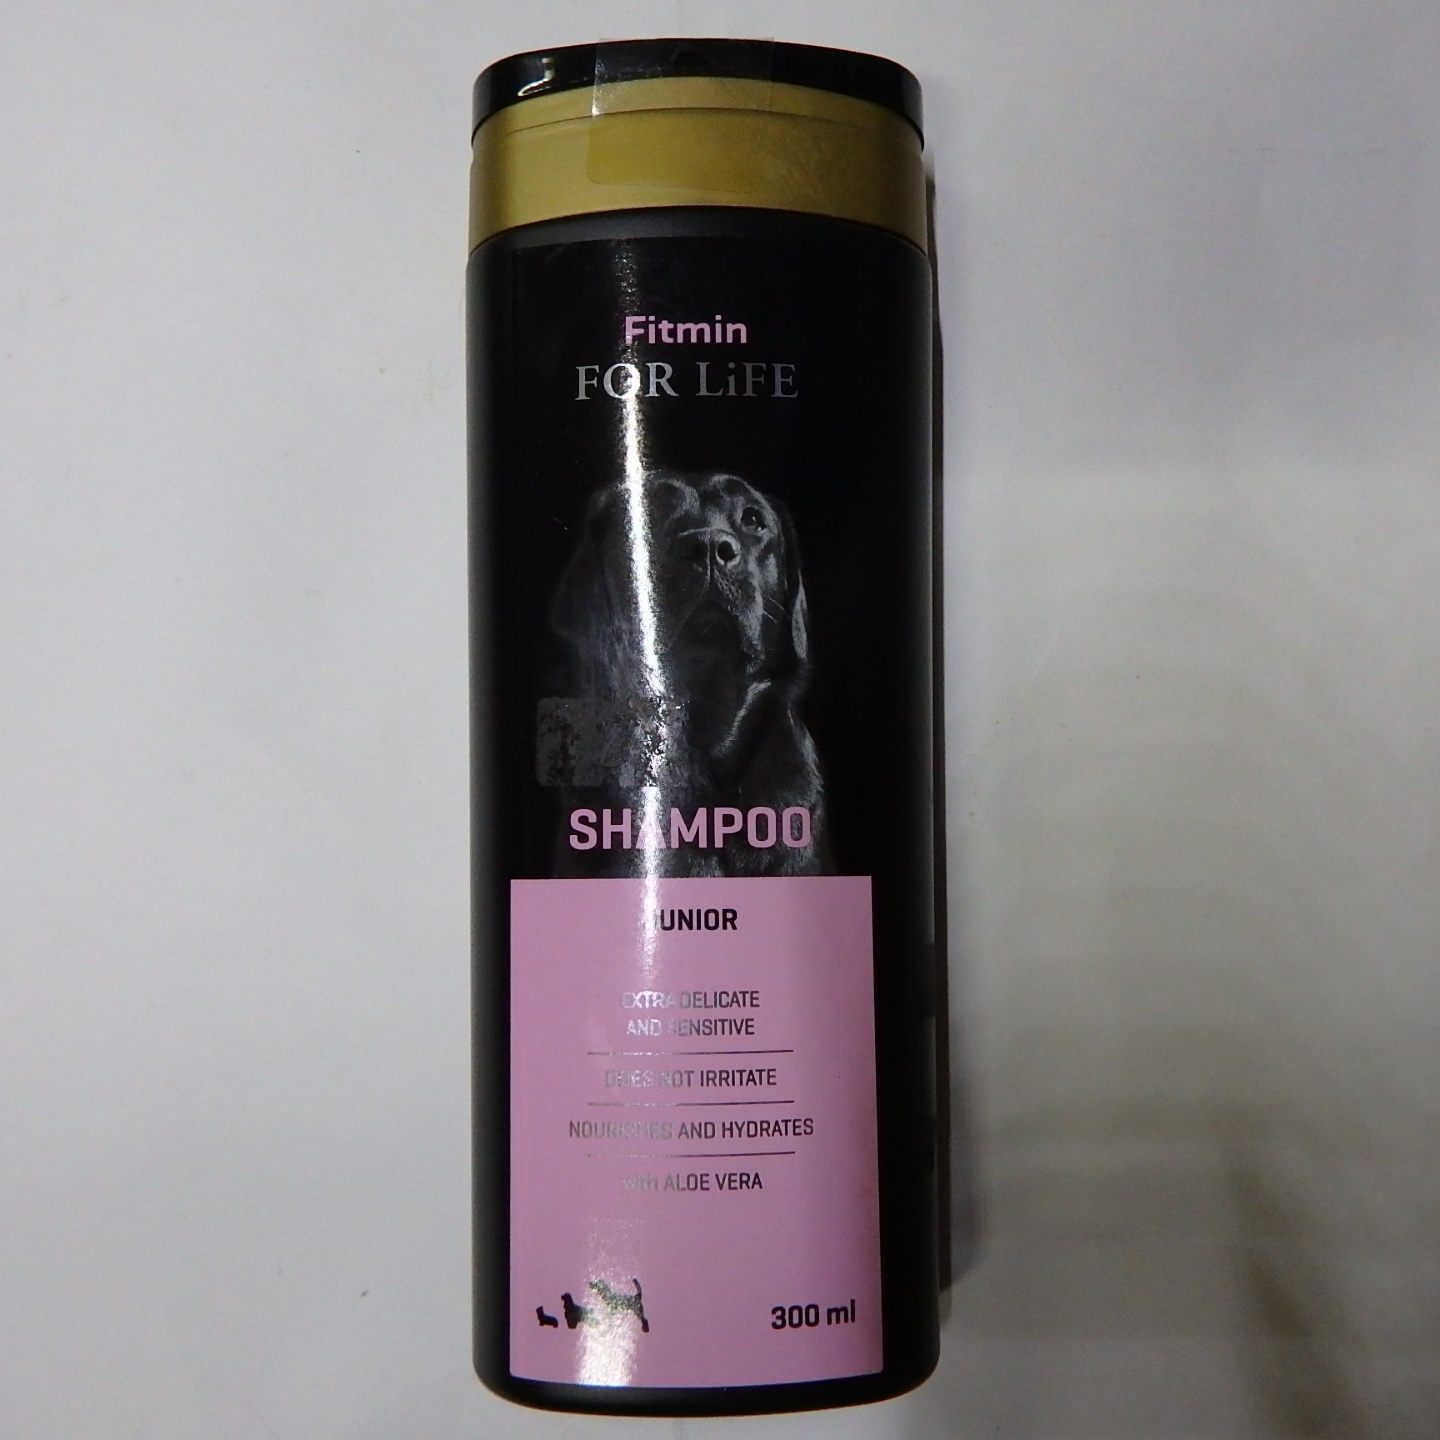 Fitmin
FOR LiFE
SHAMPOO
JUNIOR
EXTRA DELICATE
AND SENSITIVE
DOES NOT IRRITATE
NOURISHES AND HYDRATES
with ALOE VERA
300 ml